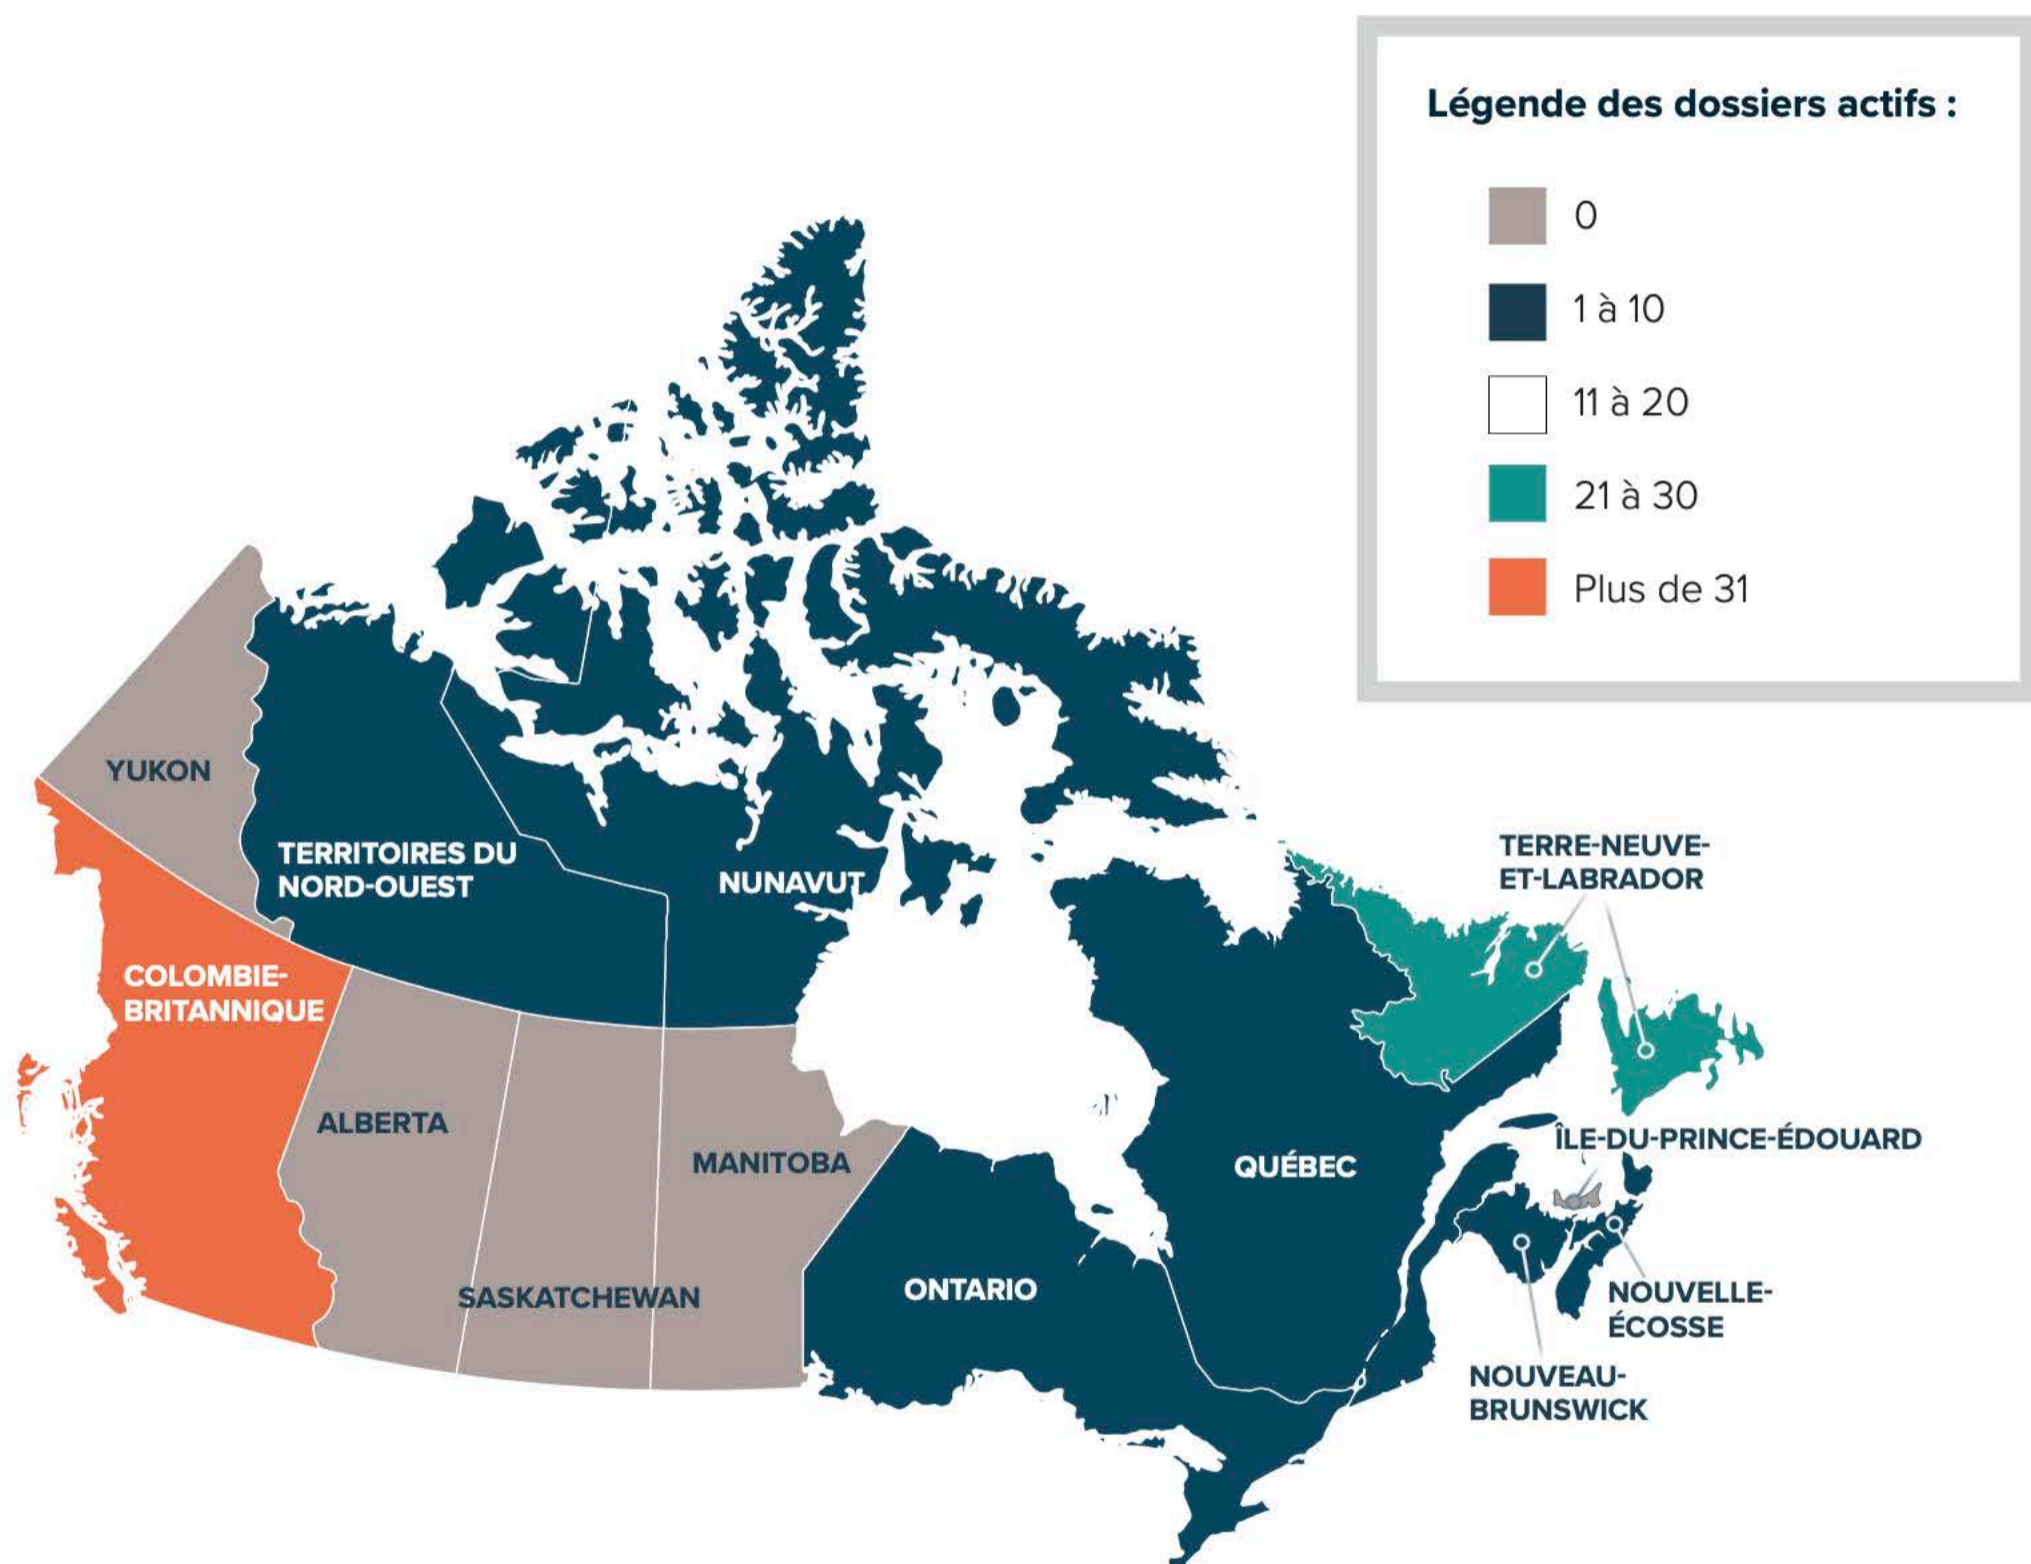 Légende des dossiers actifs :
0
1 à 10
11 à 20
21 à 30
Plus de 31
YUKON
TERRITOIRES DU
NORD-OUEST
NUNAVUT
TERRE-NEUVE-
ET-LABRADOR
COLOMBIE-
BRITANNIQUE
ALBERTA
MANITOBA
QUÉBEC
ÎLE-DU-PRINCE-ÉDOUARD
SASKATCHEWAN
ONTARIO
NOUVELLE-
ÉCOSSE
NOUVEAU-
BRUNSWICK